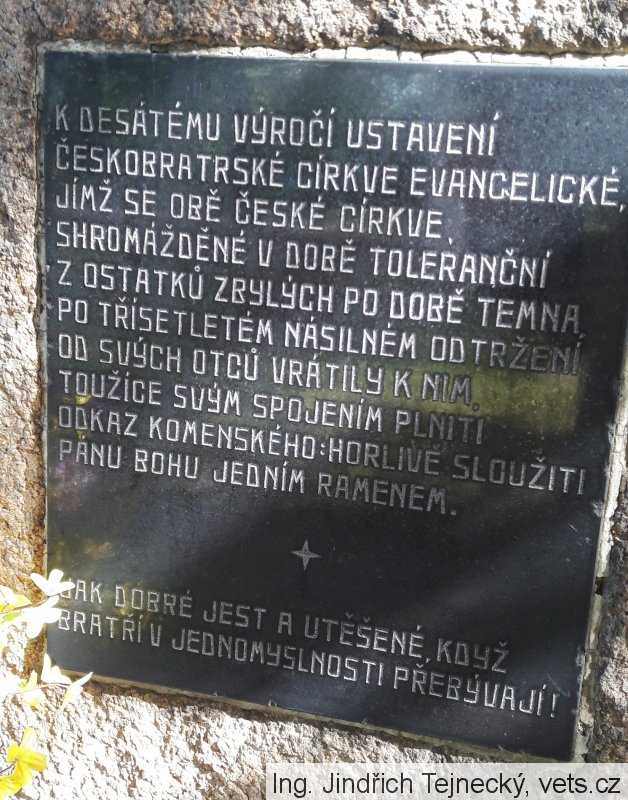 K DESÁTÉMU VÝROČÍ USTAVENÍ
ČESKOBRATRSKÉ CÍRKVE EVANGELICKÉ,
JÍMŽ SE OBĚ ČESKÉ CÍRKVE,
SHROMÁŽDĚNÉ V DOBĚ TOLERANČNÍ
Z OSTATKŮ ZBYLÝCH PO DOBĚ TEMNA,
PO TŘÍSETLETÉM NÁSILNÉM ODTRŽENÍ
OD SVÝCH OTCŮ VRÁTILY K NIM,
TOUŽÍCE SVÝM SPOJENÍM PLNITI
ODKAZ KOMENSKÉHO: HORLIVĚ SLOUŽITI
PÁNU BOHU JEDNÍM RAMENEM.
JAK DOBRÉ JEST A UTĚŠENÉ, KDYŽ
BRATŘÍ V JEDNOMYSLNOSTI PŘEBÝVAJÍ!
Ing. Jindřich Tejnecký, vets.cz